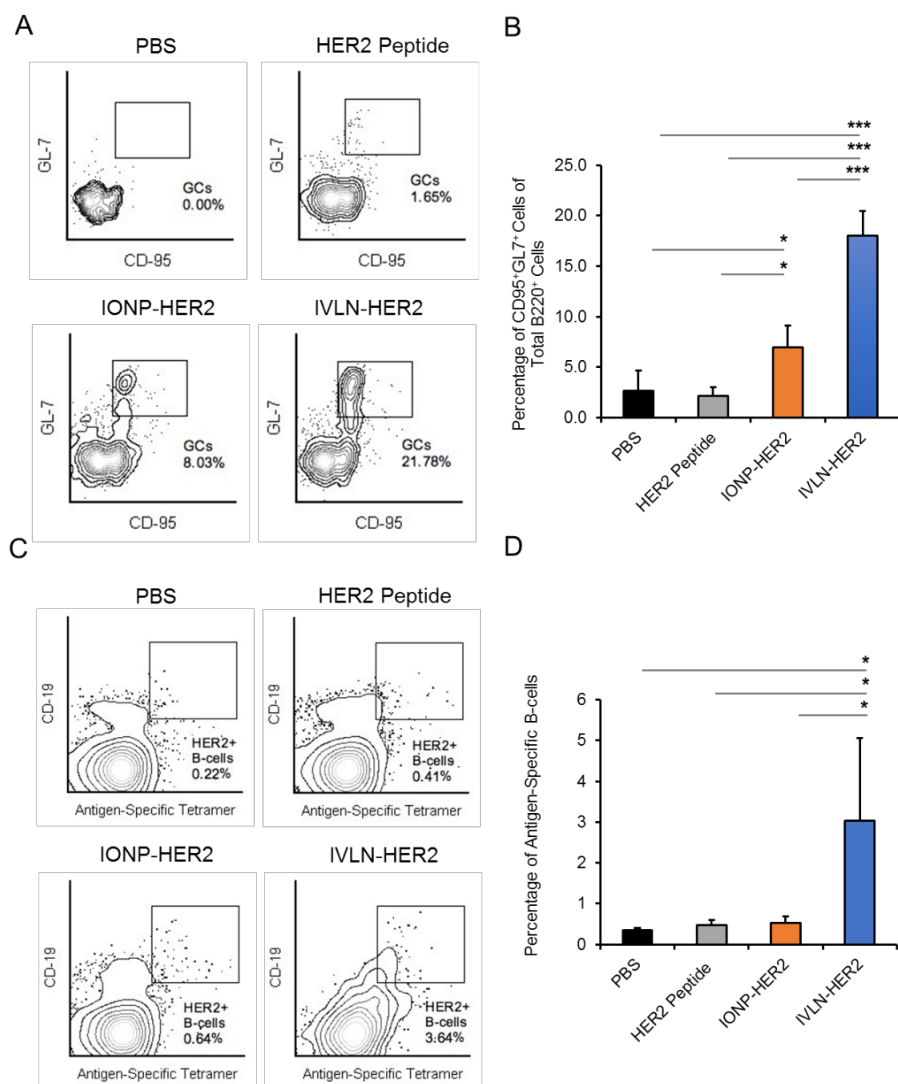 A
PBS
GL-7
GCs
0.00%
CD-95
HER2 Peptide
GL-7
GCs
1.65%
CD-95
IONP-HER2
GL-7
GCs
8.03%
CD-95
IVLN-HER2
GL-7
GCs
21.78%
CD-95
B
Percentage of CD95+GL7+ Cells of
Total B220+ Cells
25.0
20.0
15.0
10.0
5.0
0.0
***
***
***
*
*
PBS
HER2 Peptide
IONP-HER2
IVLN-HER2
C
PBS
CD-19
HER2+
B-cells
0.22%
Antigen-Specific Tetramer
HER2 Peptide
CD-19
HER2+
B-cells
0.41%
Antigen-Specific Tetramer
IONP-HER2
CD-19
HER2+
B-cells
0.64%
Antigen-Specific Tetramer
IVLN-HER2
CD-19
HER2+
B-cells
3.64%
Antigen-Specific Tetramer
D
Percentage of Antigen-Specific B-cells
6
5
4
3
2
1
0
*
*
*
PBS
HER2 Peptide
IONP-HER2
IVLN-HER2